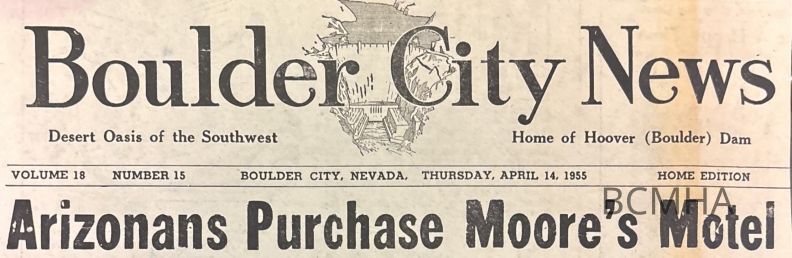 Boulder City News
Desert Oasis of the Southwest Home of Hoover (Boulder) Dam
VOLUME 18 NUMBER 15 BOULDER CITY, NEVADA, THURSDAY, APRIL 14, 1955 HOME EDITION
BCMHA
Arizonans Purchase Moore's Motel